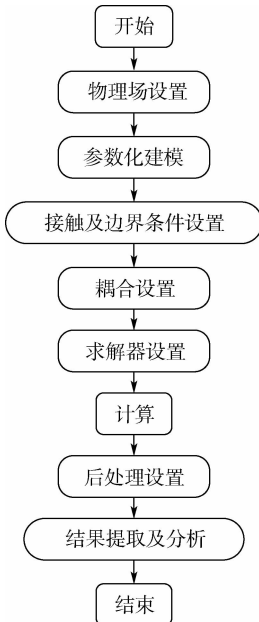 开始
物理场设置
参数化建模
接触及边界条件设置
耦合设置
求解器设置
计算
后处理设置
结果提取及分析
结束